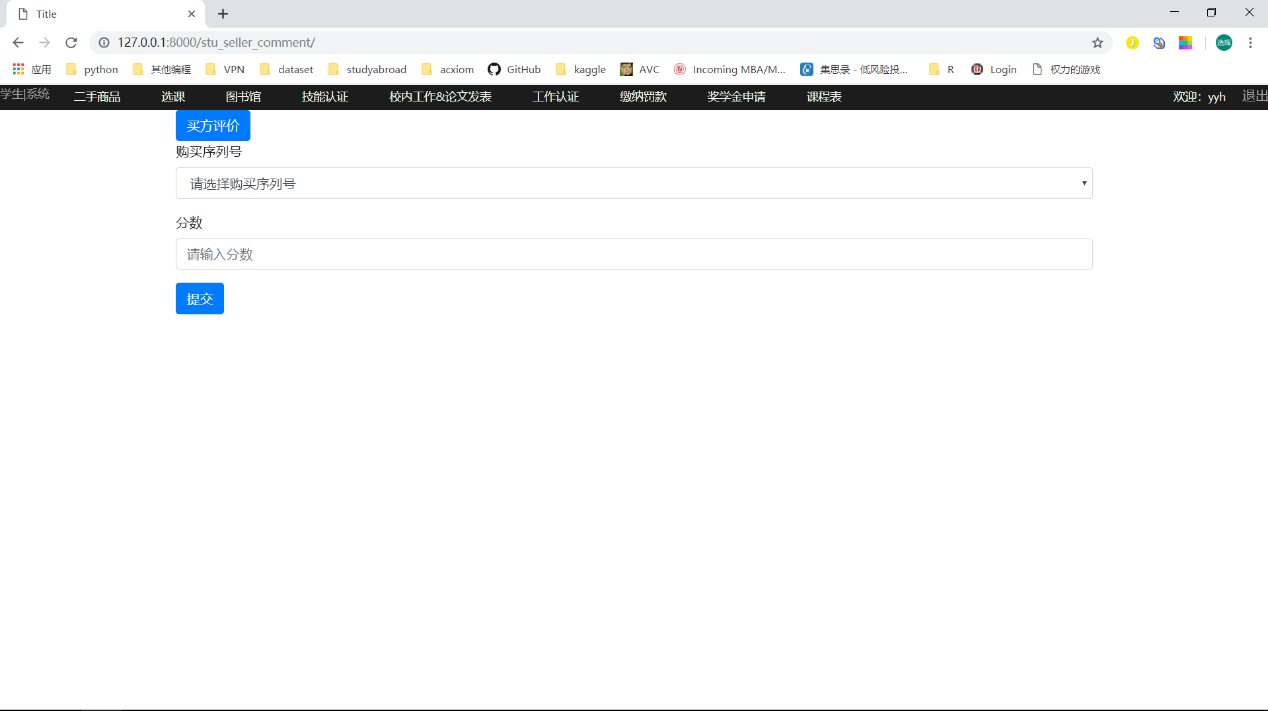 Title
127.0.0.1:8000/stu_seller_comment/
应用 python 其他编程 VPN dataset studyabroad acxiom GitHub kaggle AVC Incoming MBA/M... 集思录 - 低风险投... R Login 权力的游戏
学生|系统 二手商品 选课 图书馆 技能认证 校内工作&论文发表 工作认证 缴纳罚款 奖学金申请 课程表 欢迎：yyh 退出
买方评价
购买序列号
请选择购买序列号
分数
请输入分数
提交